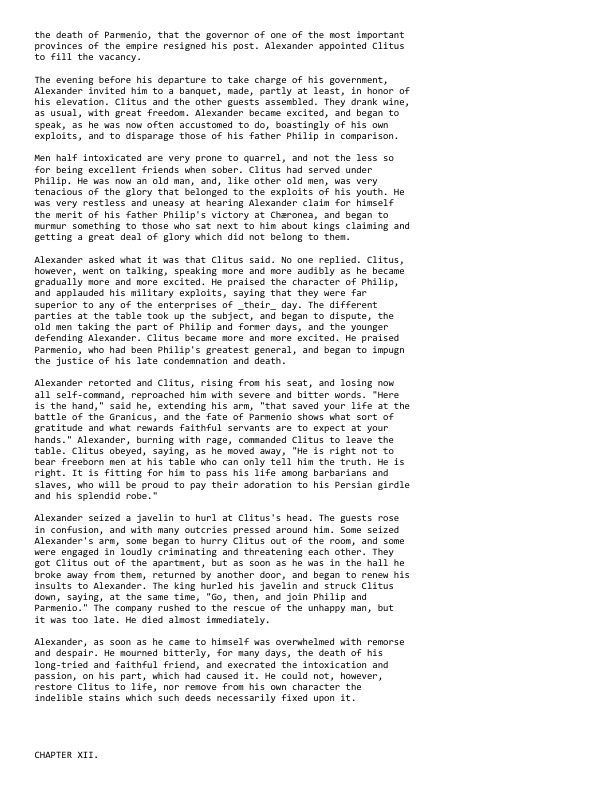 the death of Parmenio, that the governor of one of the most important
provinces of the empire resigned his post. Alexander appointed Clitus
to fill the vacancy.

The evening before his departure to take charge of his government,
Alexander invited him to a banquet, made, partly at least, in honor of
his elevation. Clitus and the other guests assembled. They drank wine,
as usual, with great freedom. Alexander became excited, and began to
speak, as he was now often accustomed to do, boastingly of his own
exploits, and to disparage those of his father Philip in comparison.

Men half intoxicated are very prone to quarrel, and not the less so
for being excellent friends when sober. Clitus had served under
Philip. He was now an old man, and, like other old men, was very
tenacious of the glory that belonged to the exploits of his youth. He
was very restless and uneasy at hearing Alexander claim for himself
the merit of his father Philip's victory at Chæronea, and began to
murmur something to those who sat next to him about kings claiming and
getting a great deal of glory which did not belong to them.

Alexander asked what it was that Clitus said. No one replied. Clitus,
however, went on talking, speaking more and more audibly as he became
gradually more and more excited. He praised the character of Philip,
and applauded his military exploits, saying that they were far
superior to any of the enterprises of _their_ day. The different
parties at the table took up the subject, and began to dispute, the
old men taking the part of Philip and former days, and the younger
defending Alexander. Clitus became more and more excited. He praised
Parmenio, who had been Philip's greatest general, and began to impugn
the justice of his late condemnation and death.

Alexander retorted and Clitus, rising from his seat, and losing now
all self-command, reproached him with severe and bitter words. "Here
is the hand," said he, extending his arm, "that saved your life at the
battle of the Granicus, and the fate of Parmenio shows what sort of
gratitude and what rewards faithful servants are to expect at your
hands." Alexander, burning with rage, commanded Clitus to leave the
table. Clitus obeyed, saying, as he moved away, "He is right not to
bear freeborn men at his table who can only tell him the truth. He is
right. It is fitting for him to pass his life among barbarians and
slaves, who will be proud to pay their adoration to his Persian girdle
and his splendid robe."

Alexander seized a javelin to hurl at Clitus's head. The guests rose
in confusion, and with many outcries pressed around him. Some seized
Alexander's arm, some began to hurry Clitus out of the room, and some
were engaged in loudly criminating and threatening each other. They
got Clitus out of the apartment, but as soon as he was in the hall he
broke away from them, returned by another door, and began to renew his
insults to Alexander. The king hurled his javelin and struck Clitus
down, saying, at the same time, "Go, then, and join Philip and
Parmenio." The company rushed to the rescue of the unhappy man, but
it was too late. He died almost immediately.

Alexander, as soon as he came to himself was overwhelmed with remorse
and despair. He mourned bitterly, for many days, the death of his
long-tried and faithful friend, and execrated the intoxication and
passion, on his part, which had caused it. He could not, however,
restore Clitus to life, nor remove from his own character the
indelible stains which such deeds necessarily fixed upon it.

CHAPTER XII.